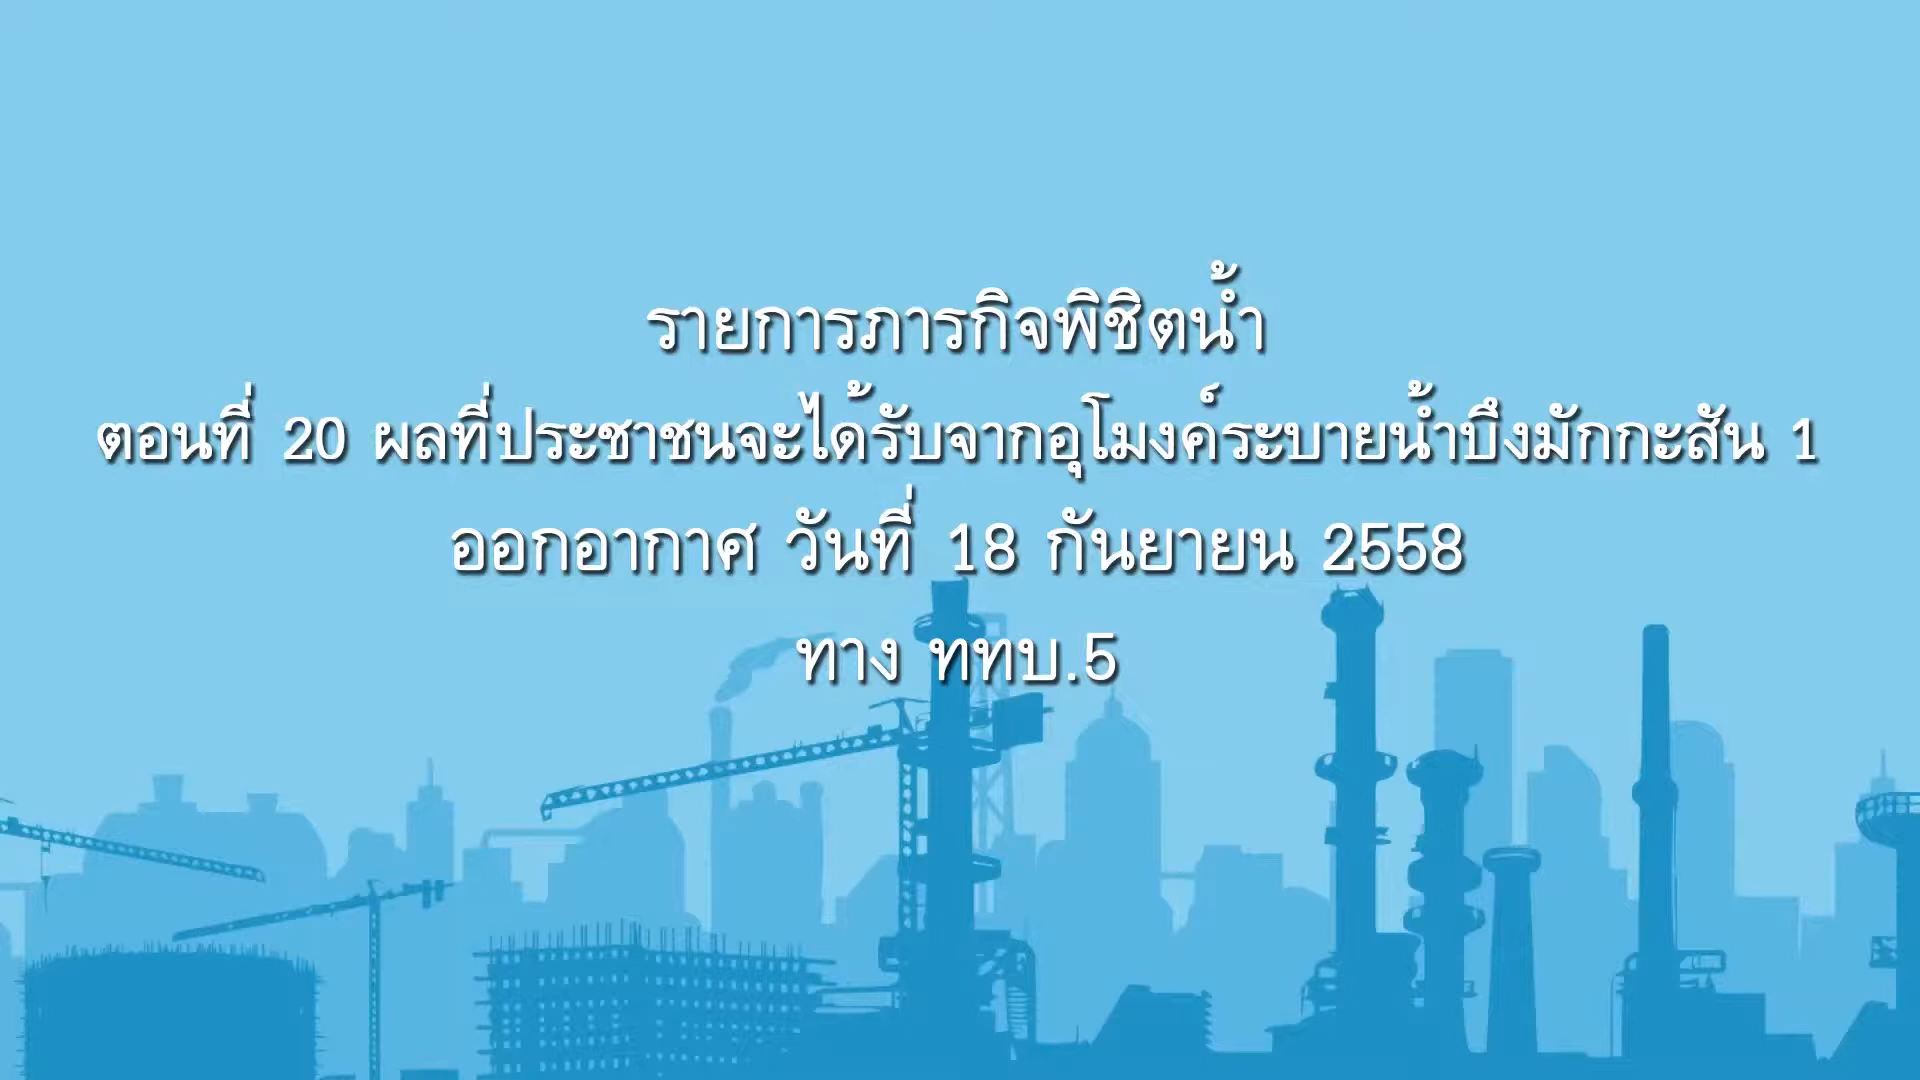 รายการภารกิจพิชิตน้ำ
ตอนที่ 20 ผลที่ประชาชนจะได้รับจากอุโมงค์ระบายน้ำบึงมักกะสัน 1
ออกอากาศ วันที่ 18 กันยายน 2558
ทาง ททบ.5